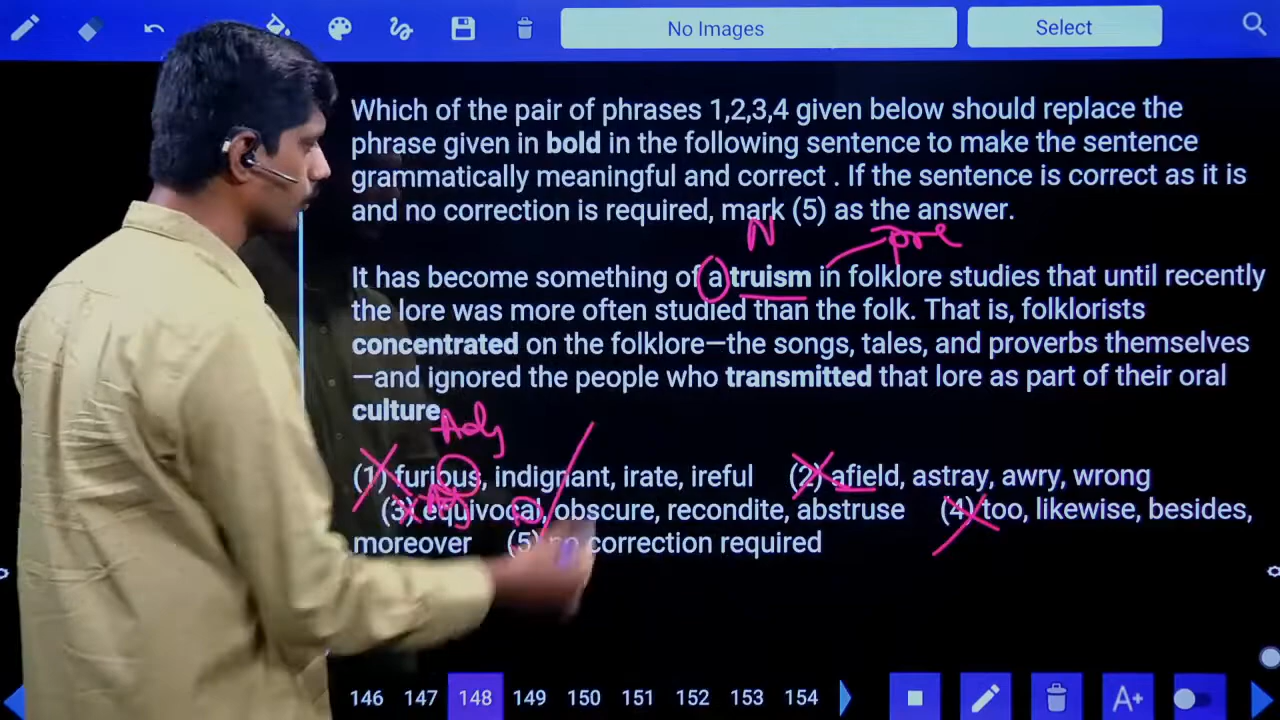 No Images
Select
Which of the pair of phrases 1,2,3,4 given below should replace the
phrase given in bold in the following sentence to make the sentence
grammatically meaningful and correct . If the sentence is correct as it is
and no correction is required, mark (5) as the answer.
N
pre
It has become something of a truism in folklore studies that until recently
the lore was more often studied than the folk. That is, folklorists
concentrated on the folklore—the songs, tales, and proverbs themselves
—and ignored the people who transmitted that lore as part of their oral
culture
Adj
(1) furious, indignant, irate, ireful (2) afield, astray, awry, wrong
(3) equivocal, obscure, recondite, abstruse (4) too, likewise, besides,
moreover (5) no correction required
146 147 148 149 150 151 152 153 154
A+